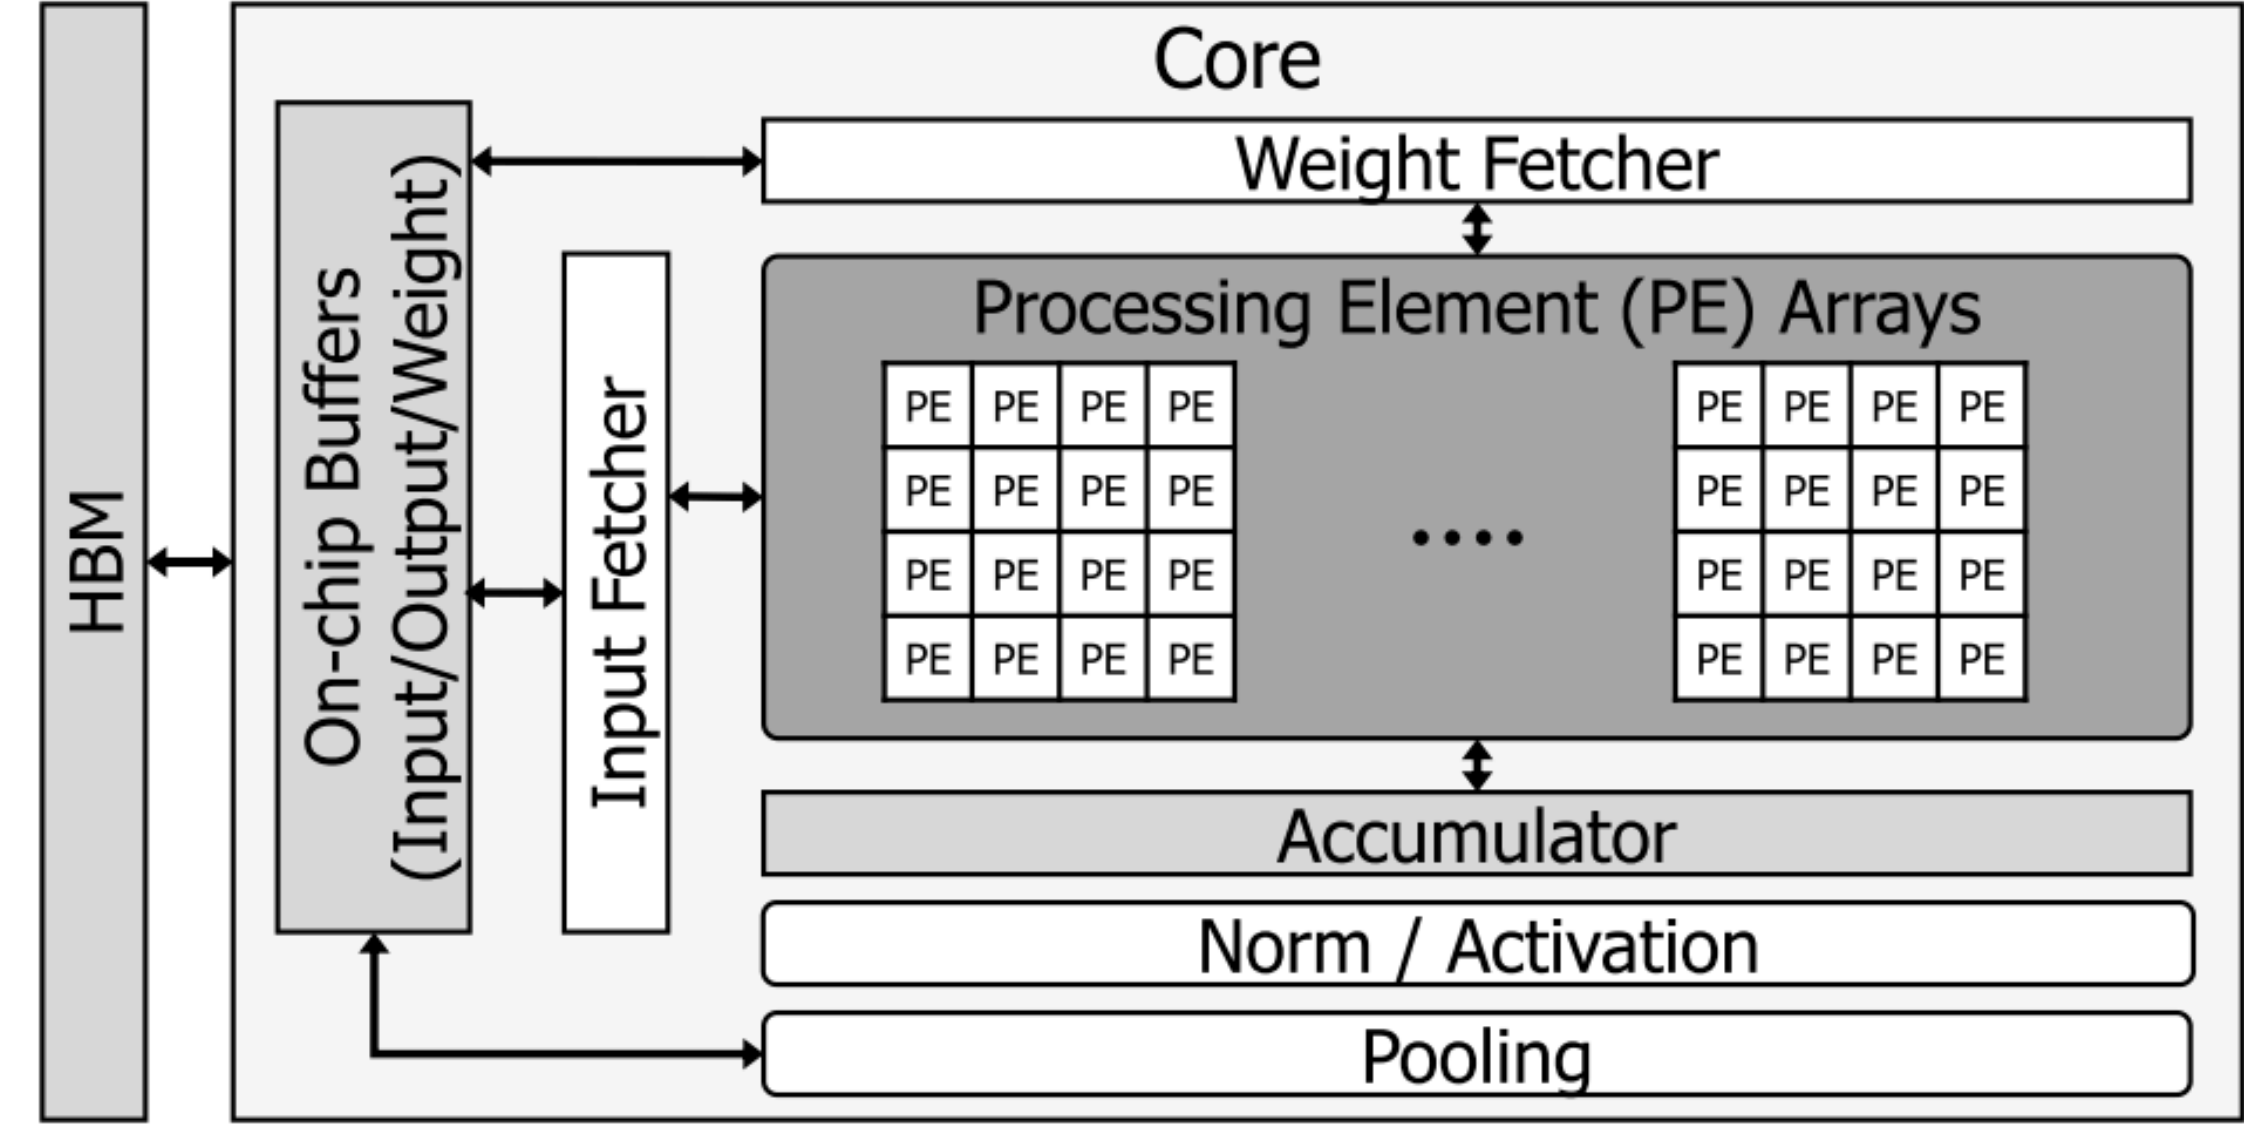 Core
HBM
On-chip Buffers
(Input/Output/Weight)
Weight Fetcher
Input Fetcher
Processing Element (PE) Arrays
PE PE PE PE PE PE PE PE
PE PE PE PE PE PE PE PE
PE PE PE PE PE PE PE PE
PE PE PE PE PE PE PE PE
Accumulator
Norm / Activation
Pooling